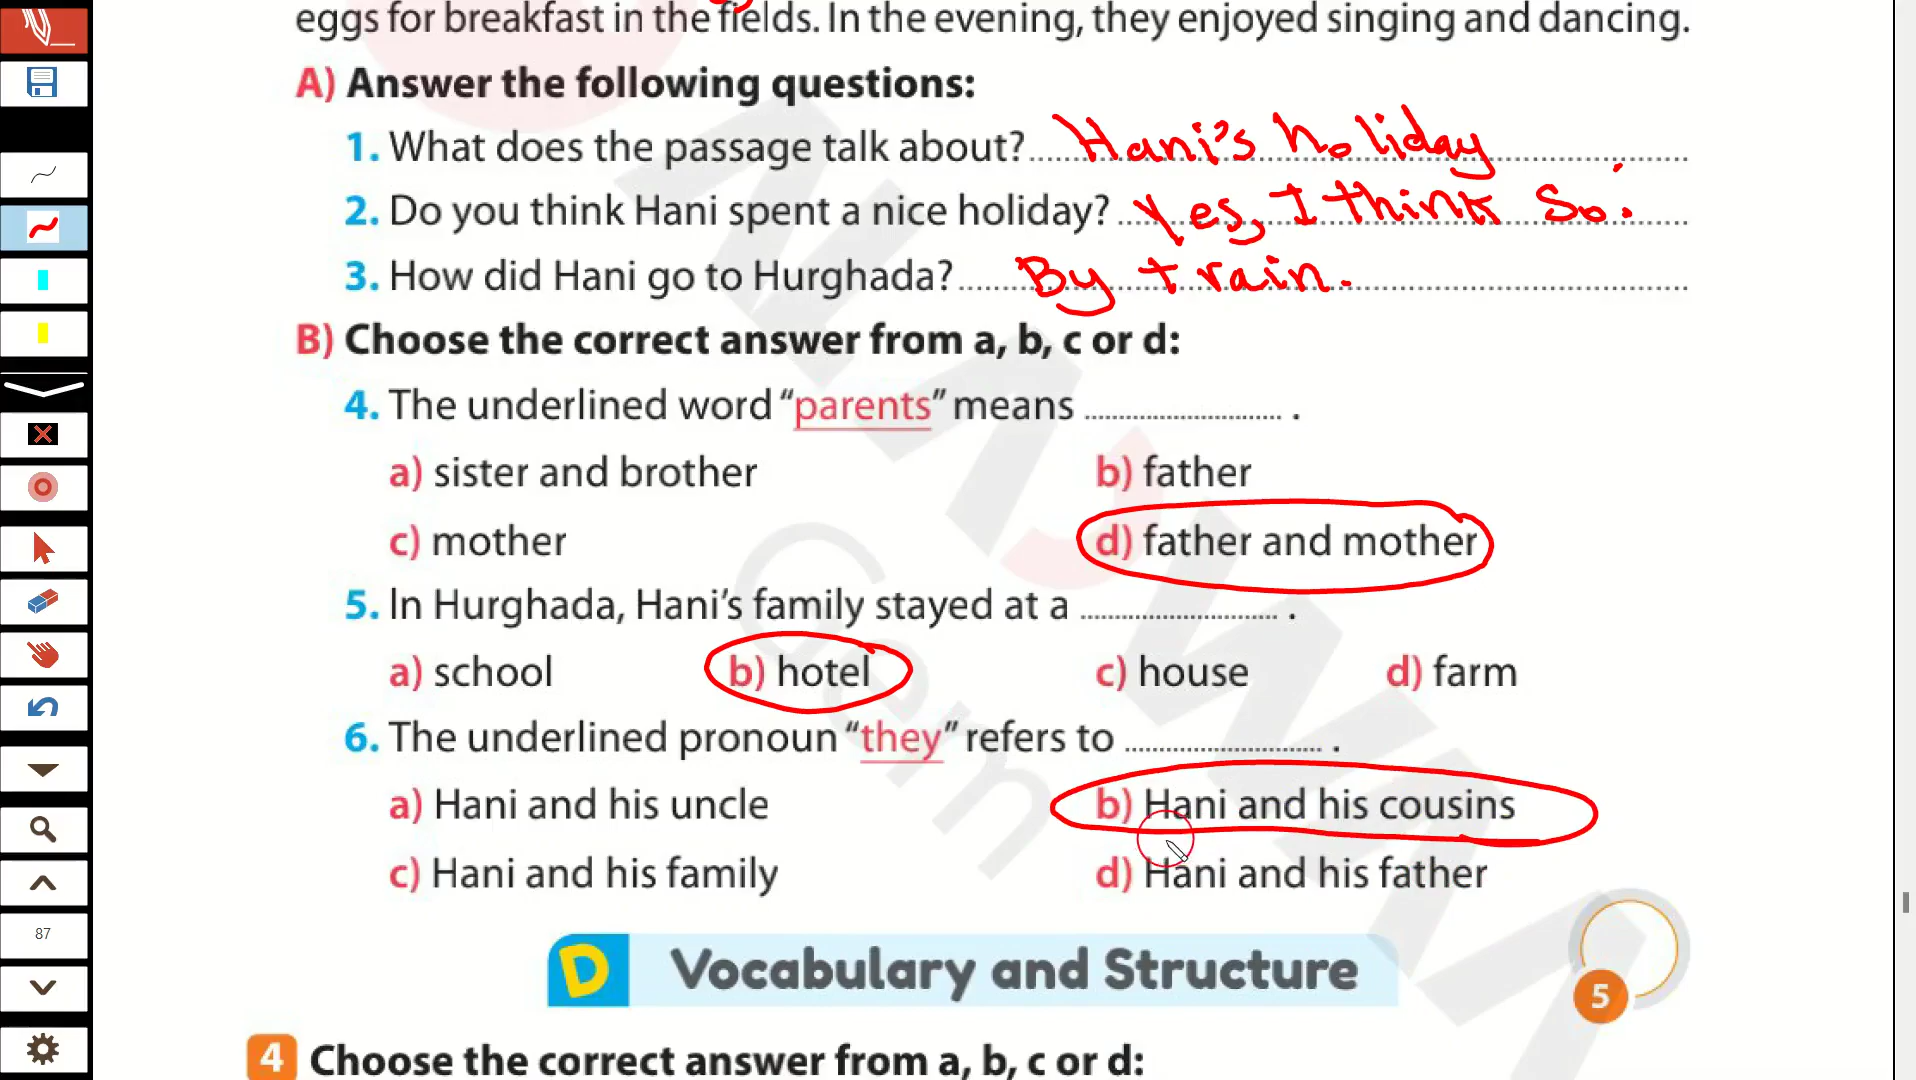 eggs for breakfast in the fields. In the evening, they enjoyed singing and dancing.
A) Answer the following questions:
1. What does the passage talk about? Hani's holiday
2. Do you think Hani spent a nice holiday? Yes, I think So.
3. How did Hani go to Hurghada? By train.
B) Choose the correct answer from a, b, c or d:
4. The underlined word “parents” means .............................. .
a) sister and brother b) father
c) mother d) father and mother
5. In Hurghada, Hani’s family stayed at a .............................. .
a) school b) hotel c) house d) farm
6. The underlined pronoun “they” refers to .............................. .
a) Hani and his uncle b) Hani and his cousins
c) Hani and his family d) Hani and his father
D Vocabulary and Structure
5
4 Choose the correct answer from a, b, c or d:
87